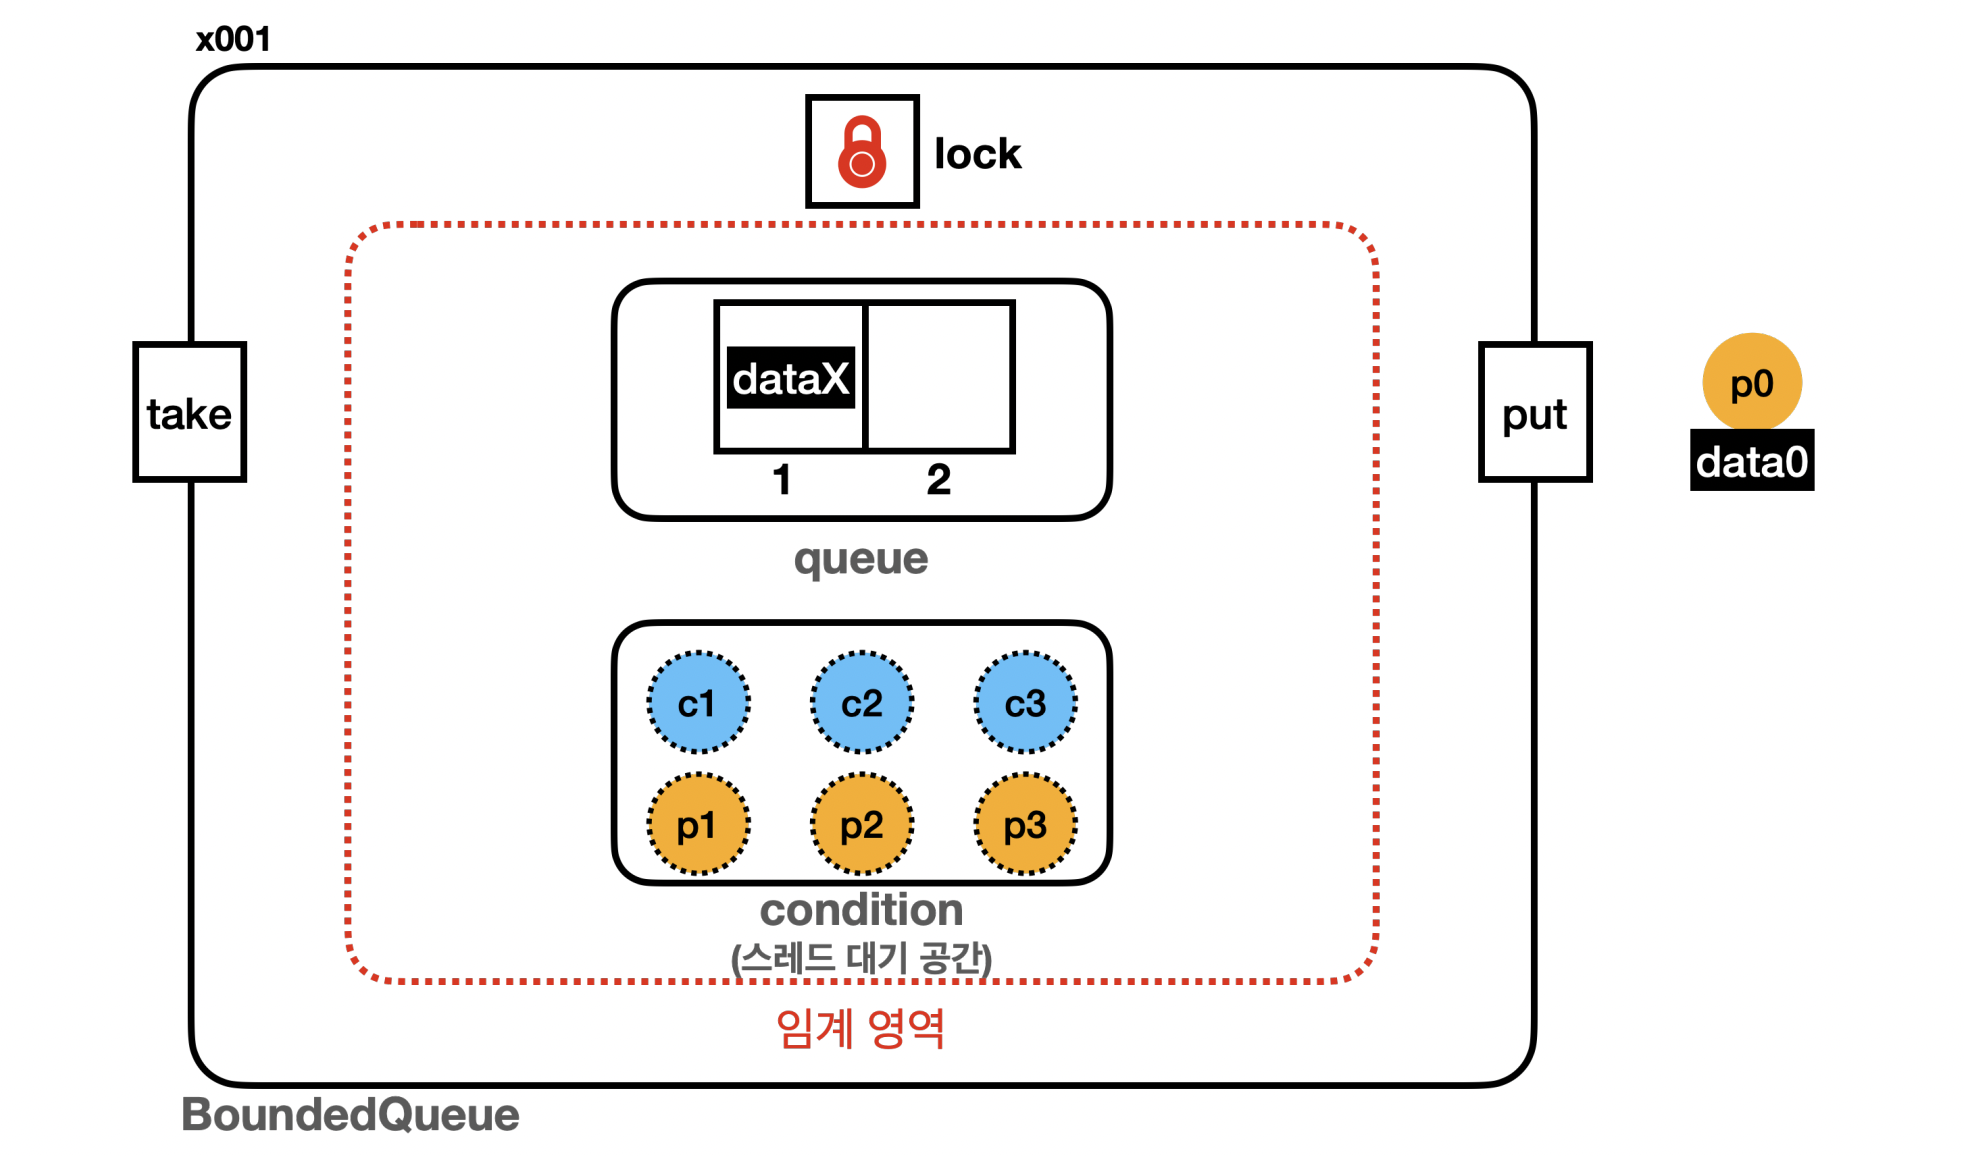 x001
lock
dataX
1 2
queue
take
put
p0
data0
c1 c2 c3
p1 p2 p3
condition
(스레드 대기 공간)
임계 영역
BoundedQueue